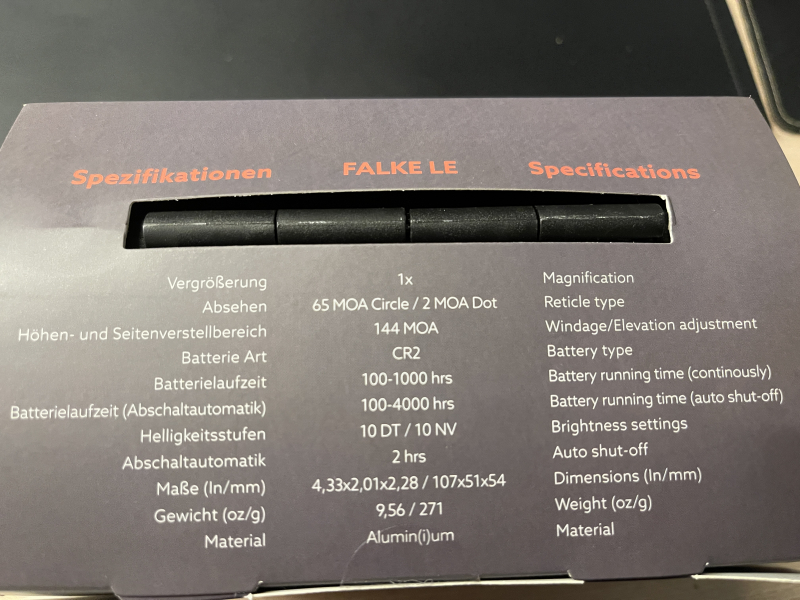 Spezifikationen FALKE LE Specifications
Vergrößerung 1x Magnification
Absehen 65 MOA Circle / 2 MOA Dot Reticle type
Höhen- und Seitenverstellbereich 144 MOA Windage/Elevation adjustment
Batterie Art CR2 Battery type
Batterielaufzeit 100-1000 hrs Battery running time (continously)
Batterielaufzeit (Abschaltautomatik) 100-4000 hrs Battery running time (auto shut-off)
Helligkeitsstufen 10 DT / 10 NV Brightness settings
Abschaltautomatik 2 hrs Auto shut-off
Maße (In/mm) 4,33x2,01x2,28 / 107x51x54 Dimensions (In/mm)
Gewicht (oz/g) 9,56 / 271 Weight (oz/g)
Material Alumin(i)um Material